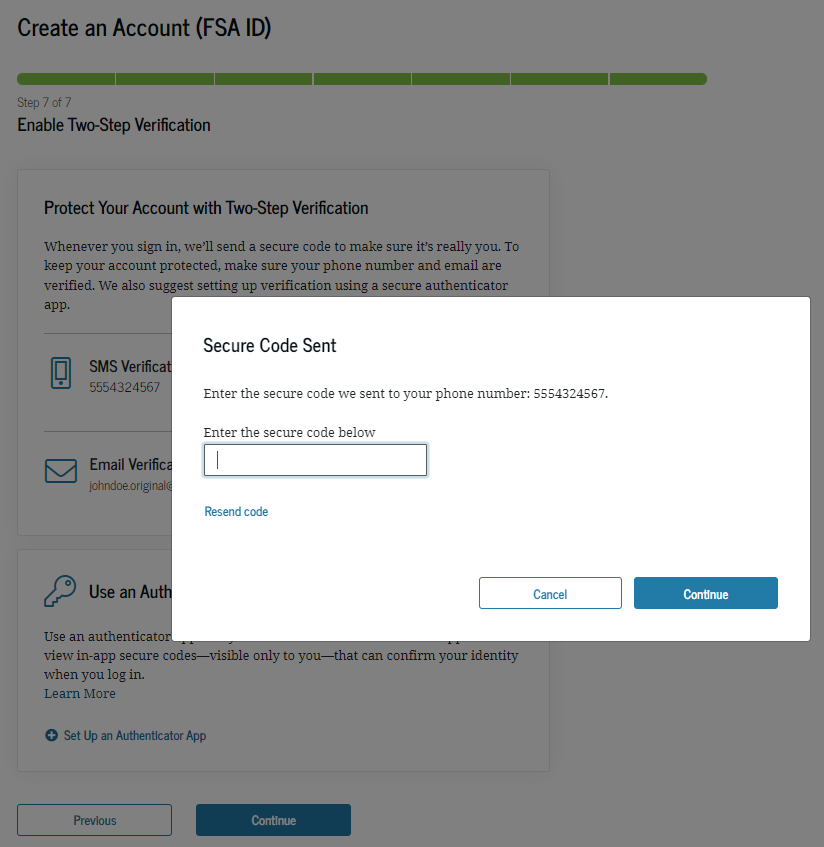 Create an Account (FSA ID)
Step 7 of 7
Enable Two-Step Verification
Protect Your Account with Two-Step Verification
Whenever you sign in, we'll send a secure code to make sure it's really you. To
keep your account protected, make sure your phone number and email are
verified. We also suggest setting up verification using a secure authenticator
app.
SMS Verificat
5554324567
Email Verifica
johndoe.original@
Secure Code Sent
Enter the secure code we sent to your phone number: 5554324567.
Enter the secure code below
Resend code
Cancel
Continue
Use an Auth
Use an authenticator
view in-app secure codes—visible only to you—that can confirm your identity
when you log in.
Learn More
Set Up an Authenticator App
Previous
Continue